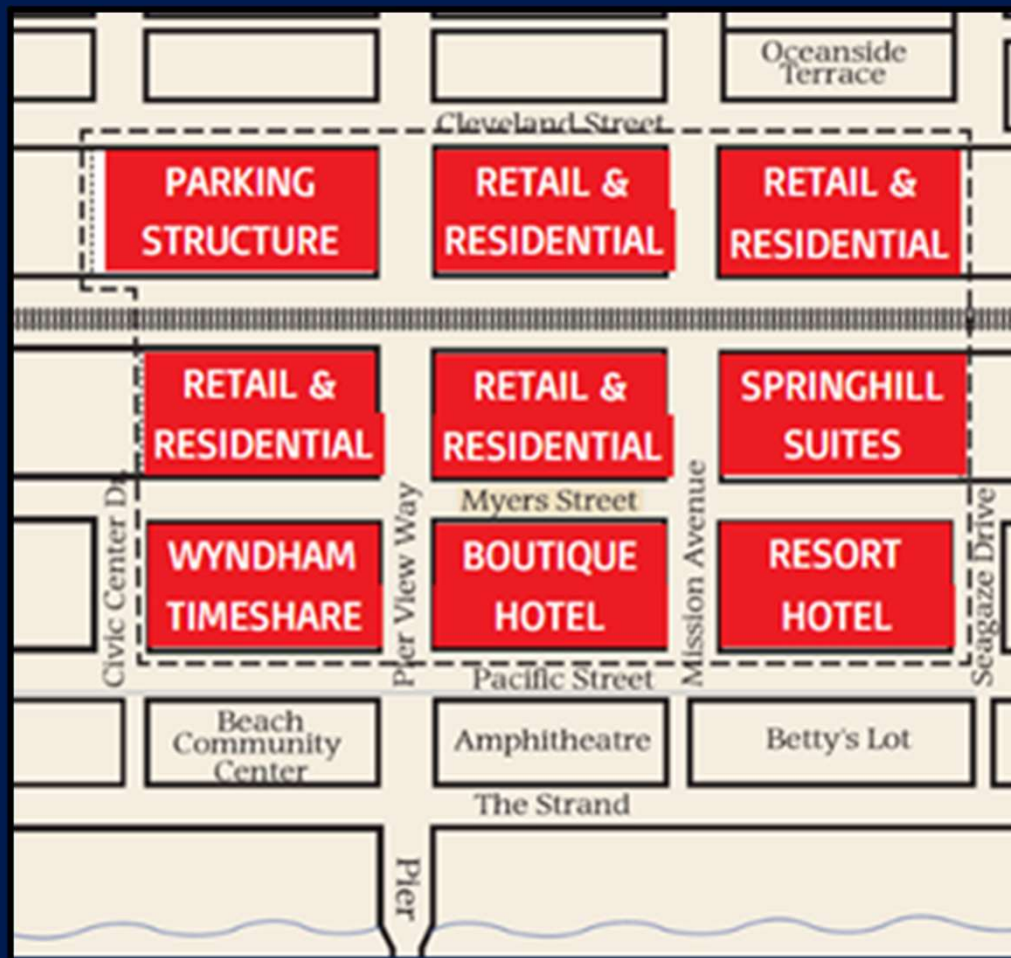 Oceanside
Terrace
Cleveland Street
PARKING
STRUCTURE
RETAIL &
RESIDENTIAL
RETAIL &
RESIDENTIAL
RETAIL &
RESIDENTIAL
RETAIL &
RESIDENTIAL
SPRINGHILL
SUITES
Myers Street
Civic Center Dr
Pier View Way
Mission Avenue
Seagaze Drive
WYNDHAM
TIMESHARE
BOUTIQUE
HOTEL
RESORT
HOTEL
Pacific Street
Beach
Community
Center
Amphitheatre
Betty's Lot
The Strand
Pier